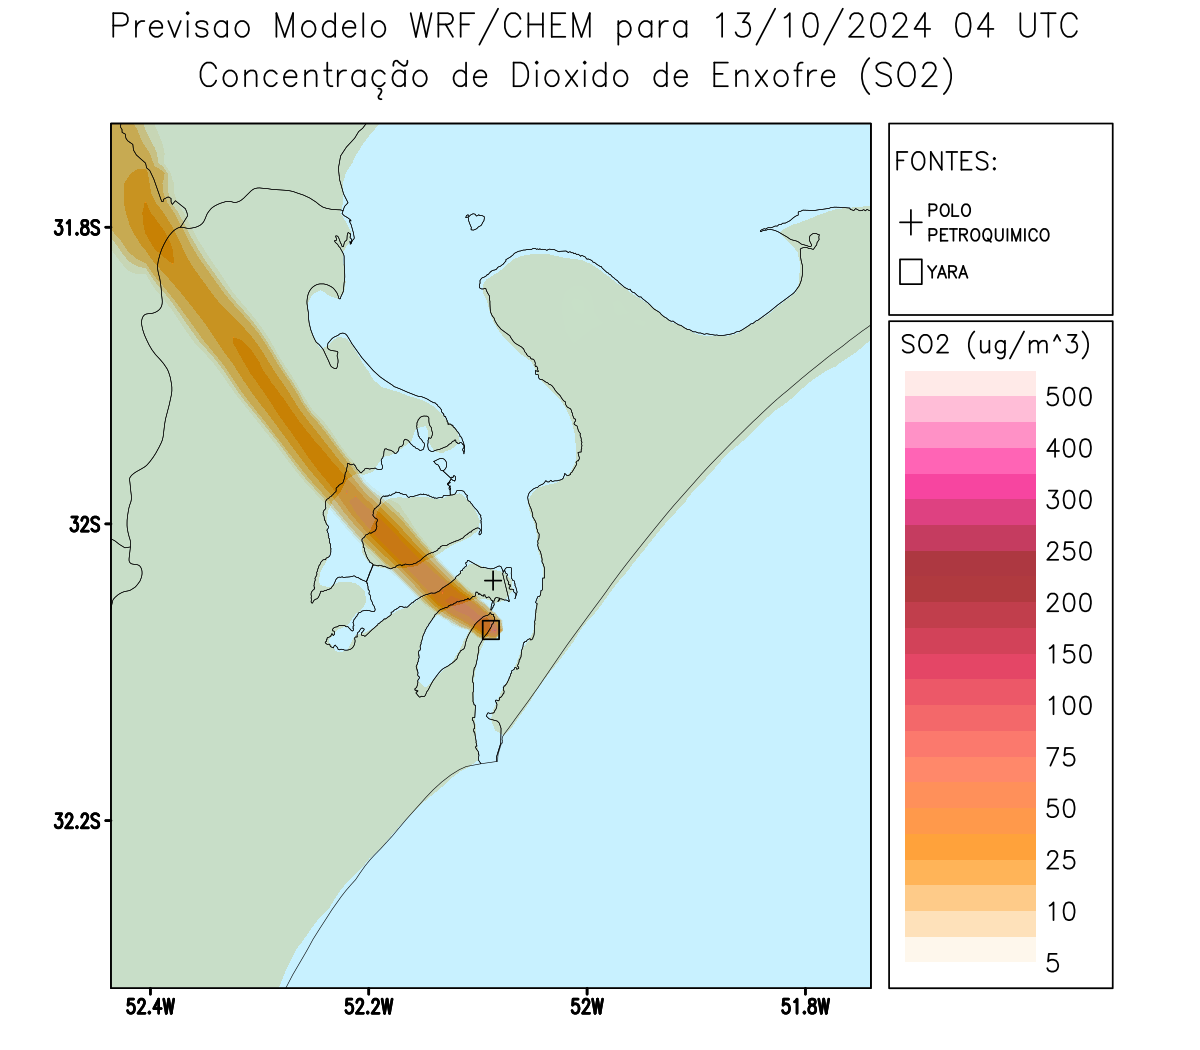 Previsao Modelo WRF/CHEM para 13/10/2024 04 UTC
Concentração de Dioxido de Enxofre (SO2)
FONTES:
POLO
PETROQUIMICO
YARA
SO2 (ug/m^3)
500
400
300
250
200
150
100
75
50
25
10
5
31.8S
32S
32.2S
52.4W
52.2W
52W
51.8W